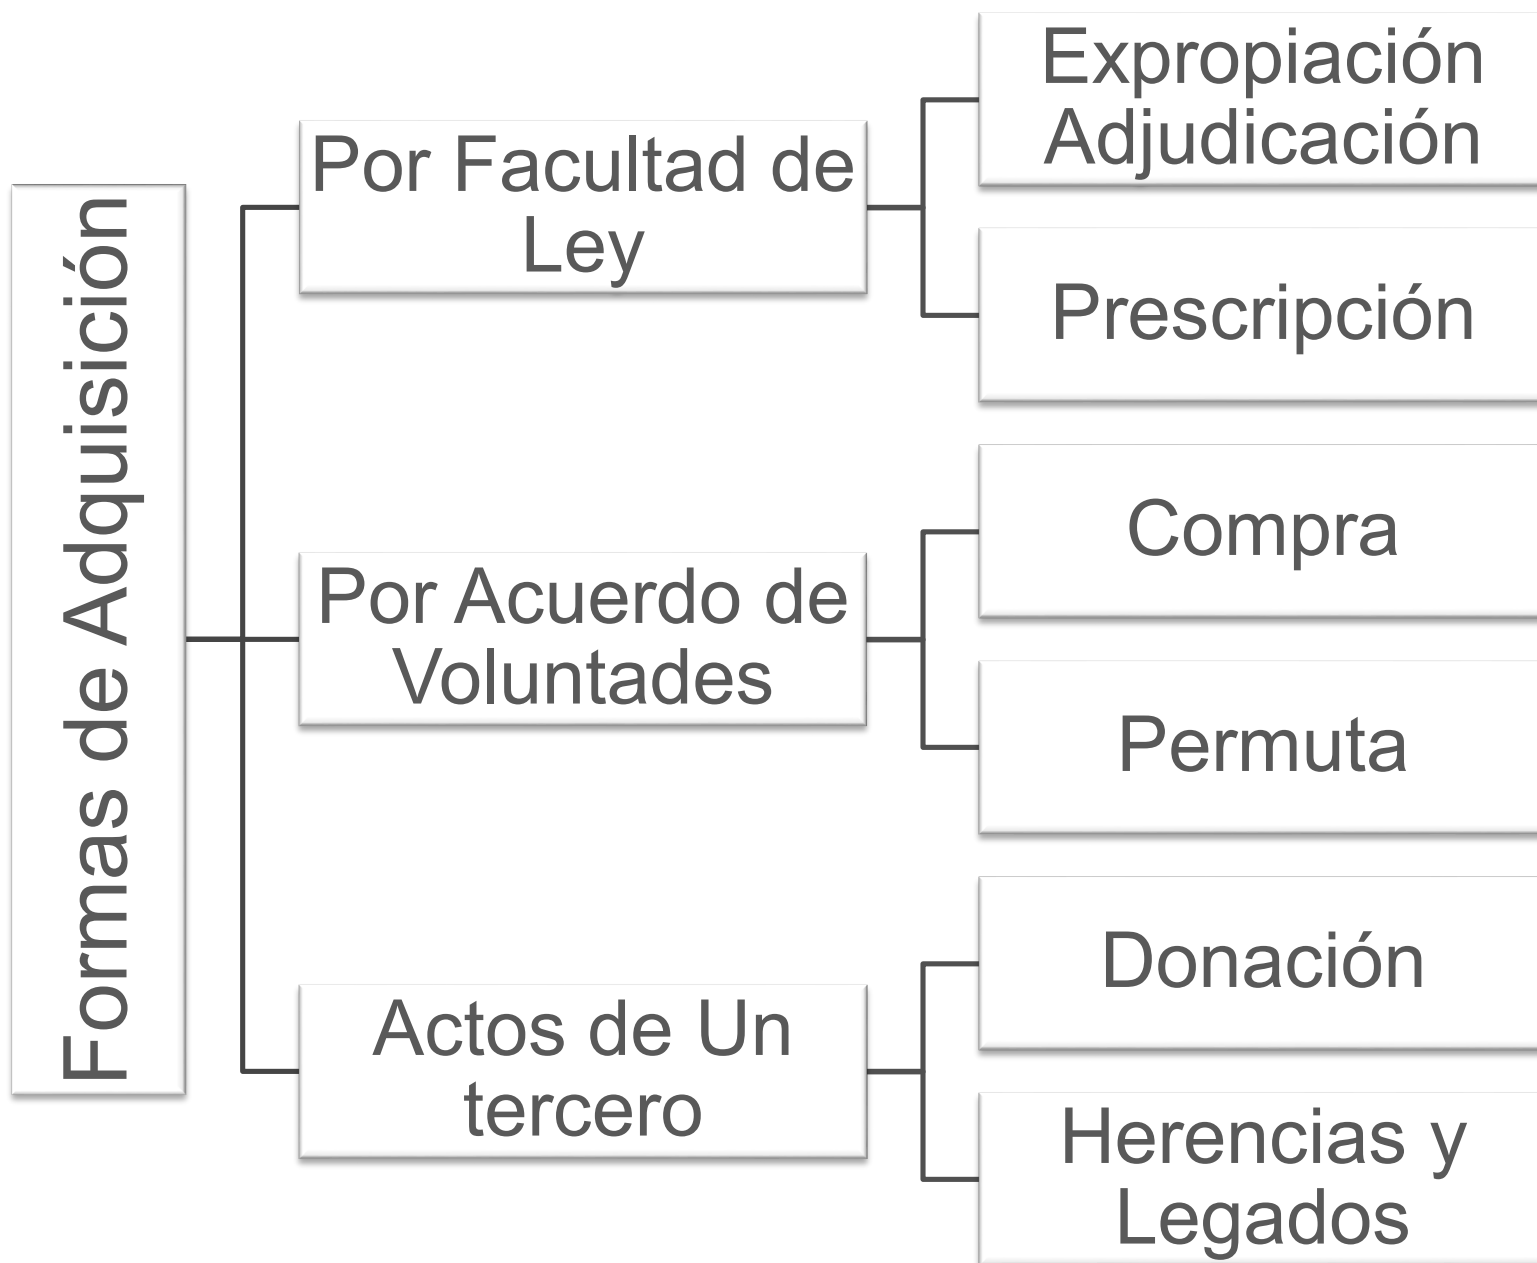 Formas de Adquisición
Por Facultad de
Ley
Expropiación
Adjudicación
Prescripción
Por Acuerdo de
Voluntades
Compra
Permuta
Actos de Un
tercero
Donación
Herencias y
Legados